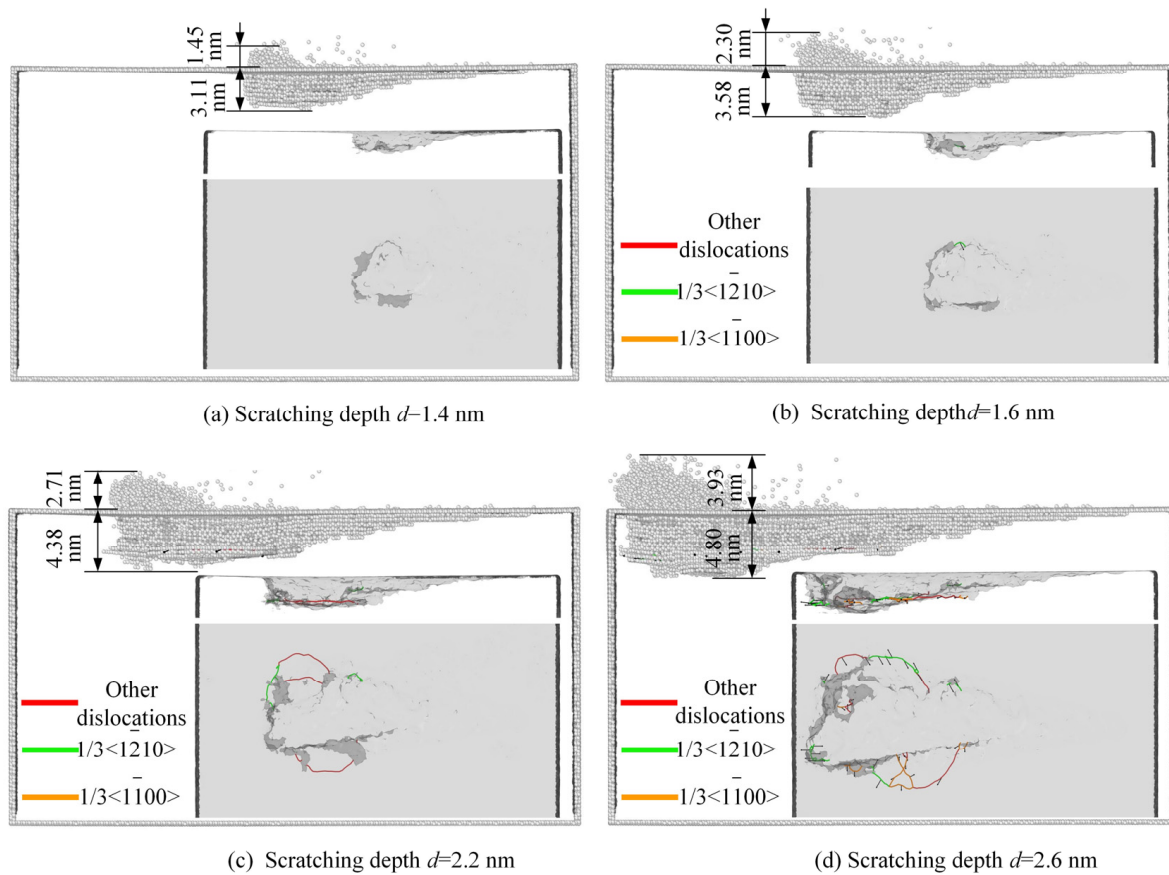 1.45
nm
3.11
nm
(a) Scratching depth d−1.4 nm
2.30
nm
3.58
nm
Other
dislocations
1/3<1̄210>
1/3<1̄100>
(b) Scratching depthd=1.6 nm
2.71
nm
4.38
nm
Other
dislocations
1/3<1̄210>
1/3<1̄100>
(c) Scratching depth d=2.2 nm
3.93
nm
4.80
nm
Other
dislocations
1/3<1̄210>
1/3<1̄100>
(d) Scratching depth d=2.6 nm